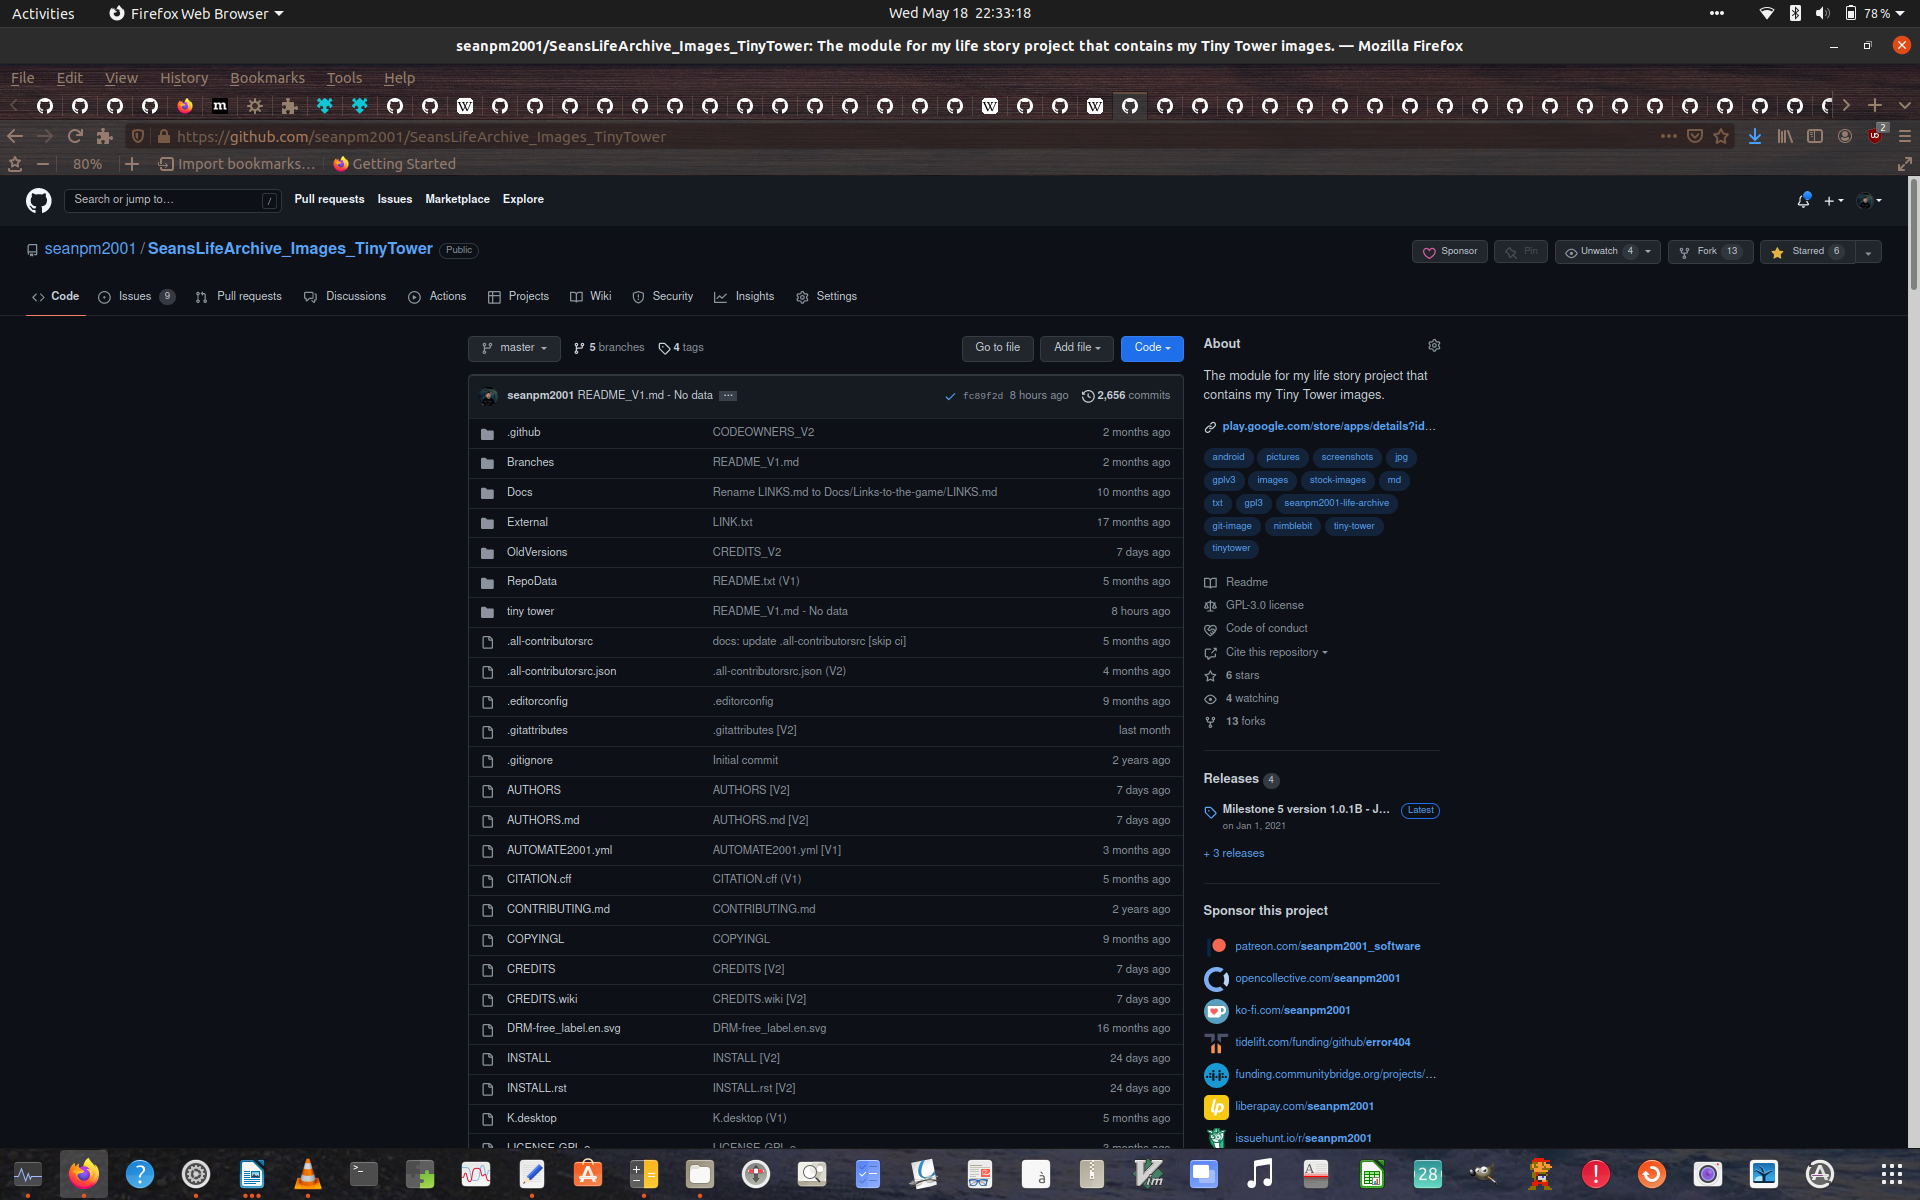 Activities
Firefox Web Browser
Wed May 18 22:33:18
78 %
seanpm2001/SeansLifeArchive_Images_TinyTower: The module for my life story project that contains my Tiny Tower images. — Mozilla Firefox
File Edit View History Bookmarks Tools Help
https://github.com/seanpm2001/SeansLifeArchive_Images_TinyTower
2
80%
Import bookmarks...
Getting Started
Search or jump to...
/
Pull requests
Issues
Marketplace
Explore
seanpm2001 / SeansLifeArchive_Images_TinyTower
Public
Sponsor
Pin
Unwatch 4
Fork 13
Starred 6
Code
Issues 9
Pull requests
Discussions
Actions
Projects
Wiki
Security
Insights
Settings
master
5 branches
4 tags
Go to file
Add file
Code
seanpm2001 README_V1.md - No data
fc89f2d 8 hours ago
2,656 commits
.github CODEOWNERS_V2 2 months ago
Branches README_V1.md 2 months ago
Docs Rename LINKS.md to Docs/Links-to-the-game/LINKS.md 10 months ago
External LINK.txt 17 months ago
OldVersions CREDITS_V2 7 days ago
RepoData README.txt (V1) 5 months ago
tiny tower README_V1.md - No data 8 hours ago
.all-contributorsrc docs: update .all-contributorsrc [skip ci] 5 months ago
.all-contributorsrc.json .all-contributorsrc.json (V2) 4 months ago
.editorconfig .editorconfig 9 months ago
.gitattributes .gitattributes [V2] last month
.gitignore Initial commit 2 years ago
AUTHORS AUTHORS [V2] 7 days ago
AUTHORS.md AUTHORS.md [V2] 7 days ago
AUTOMATE2001.yml AUTOMATE2001.yml [V1] 3 months ago
CITATION.cff CITATION.cff (V1) 5 months ago
CONTRIBUTING.md CONTRIBUTING.md 2 years ago
COPYINGL COPYINGL 9 months ago
CREDITS CREDITS [V2] 7 days ago
CREDITS.wiki CREDITS.wiki [V2] 7 days ago
DRM-free_label.en.svg DRM-free_label.en.svg 16 months ago
INSTALL INSTALL [V2] 24 days ago
INSTALL.rst INSTALL.rst [V2] 24 days ago
K.desktop K.desktop (V1) 5 months ago
About
The module for my life story project that
contains my Tiny Tower images.
play.google.com/store/apps/details?id...
android pictures screenshots jpg
gplv3 images stock-images md
txt gpl3 seanpm2001-life-archive
git-image nimblebit tiny-tower
tinytower
Readme
GPL-3.0 license
Code of conduct
Cite this repository
6 stars
4 watching
13 forks
Releases 4
Milestone 5 version 1.0.1B - J... Latest
on Jan 1, 2021
+ 3 releases
Sponsor this project
patreon.com/seanpm2001_software
opencollective.com/seanpm2001
ko-fi.com/seanpm2001
tidelift.com/funding/github/error404
funding.communitybridge.org/projects/...
liberapay.com/seanpm2001
issuehunt.io/r/seanpm2001
28